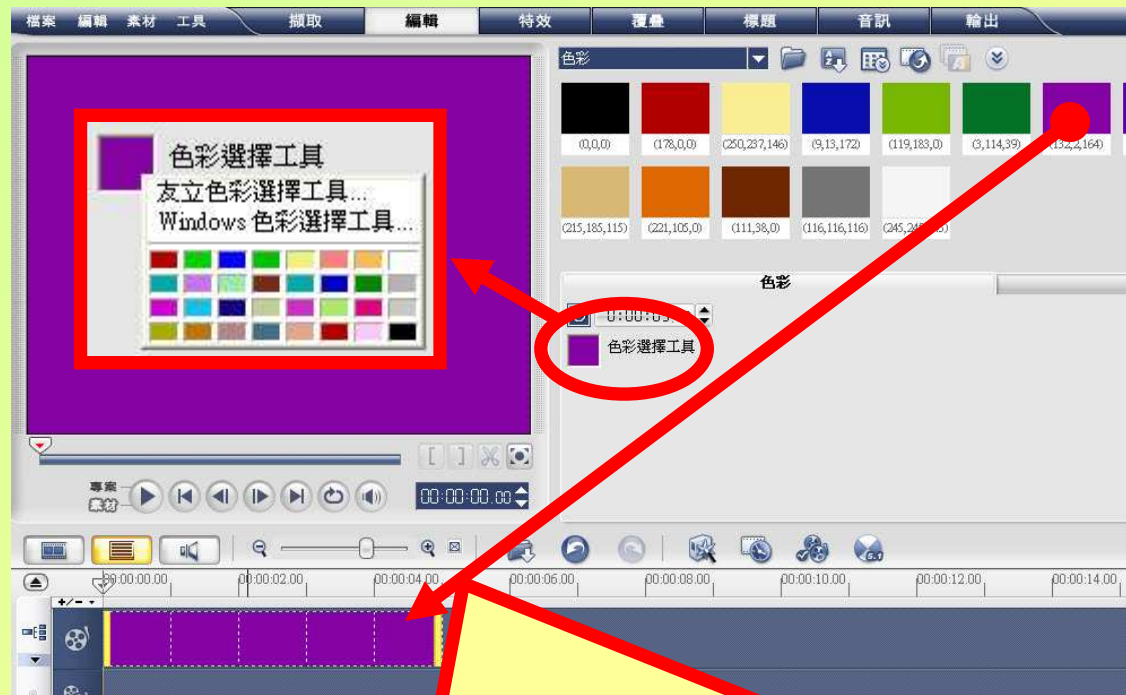 檔案 編輯 素材 工具 擷取 編輯 特效 覆疊 標題 音訊 輸出
色彩
(0,0,0) (178,0,0) (250,237,146) (9,13,172) (119,183,0) (3,114,39) (132,2,164)
(215,185,115) (221,105,0) (111,38,0) (116,116,116)
色彩選擇工具
友立色彩選擇工具...
Windows 色彩選擇工具...
色彩
色彩選擇工具
專案
素材
00:00:00.00
5.1
00:00:00.00 00:00:02.00 00:00:04.00 00:00:06.00 00:00:08.00 00:00:10.00 00:00:12.00 00:00:14.00
+/-